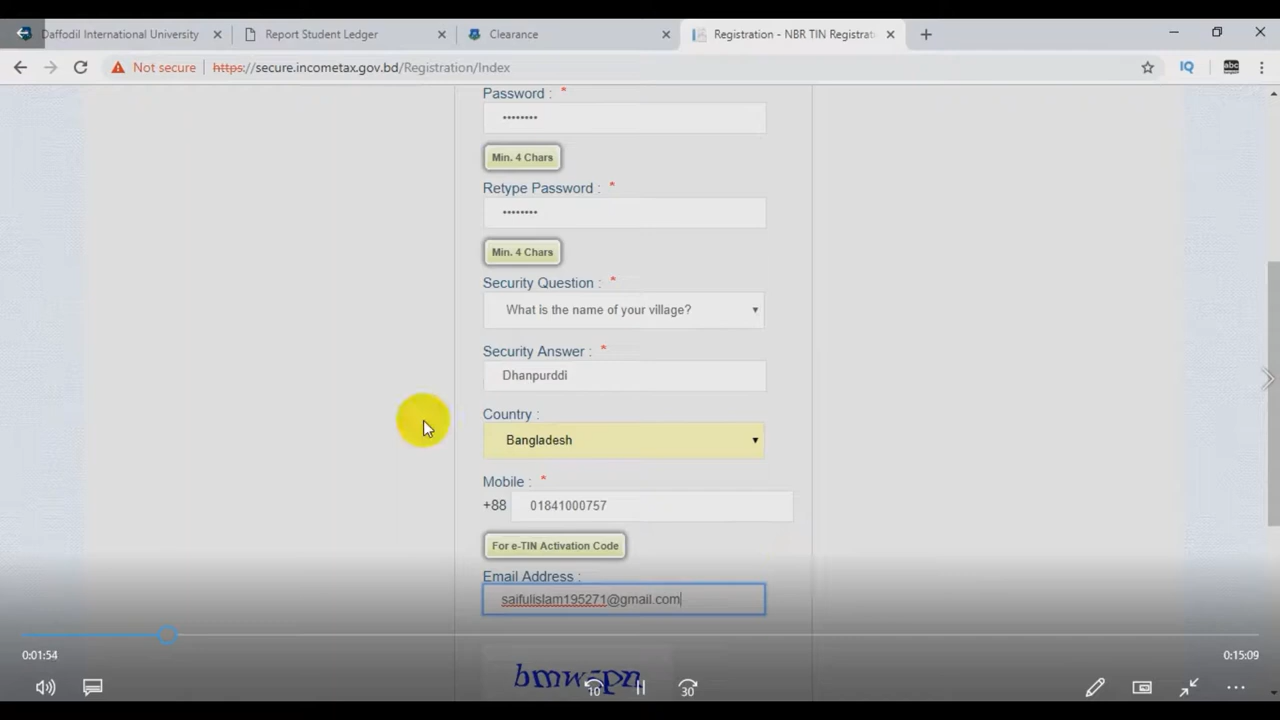 Daffodil International University
Report Student Ledger
Clearance
Registration - NBR TIN Registrat
Not secure
https://secure.incometax.gov.bd/Registration/Index
IQ
abc
Password : *
••••••••
Min. 4 Chars
Retype Password : *
••••••••
Min. 4 Chars
Security Question : *
What is the name of your village?
Security Answer : *
Dhanpurddi
Country :
Bangladesh
Mobile : *
+88 01841000757
For e-TIN Activation Code
Email Address :
saifulislam195271@gmail.com
0:01:54
0:15:09
10
30